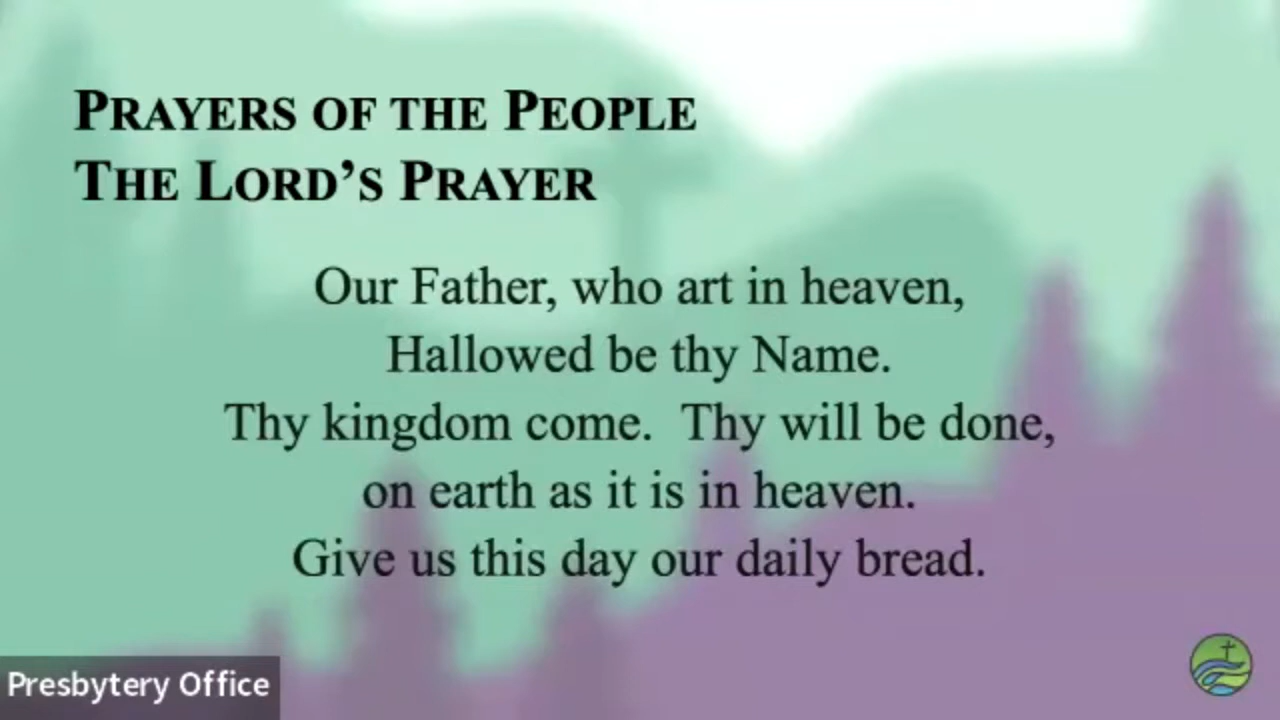 PRAYERS OF THE PEOPLE
THE LORD’S PRAYER
Our Father, who art in heaven,
Hallowed be thy Name.
Thy kingdom come.  Thy will be done,
on earth as it is in heaven.
Give us this day our daily bread.
Presbytery Office